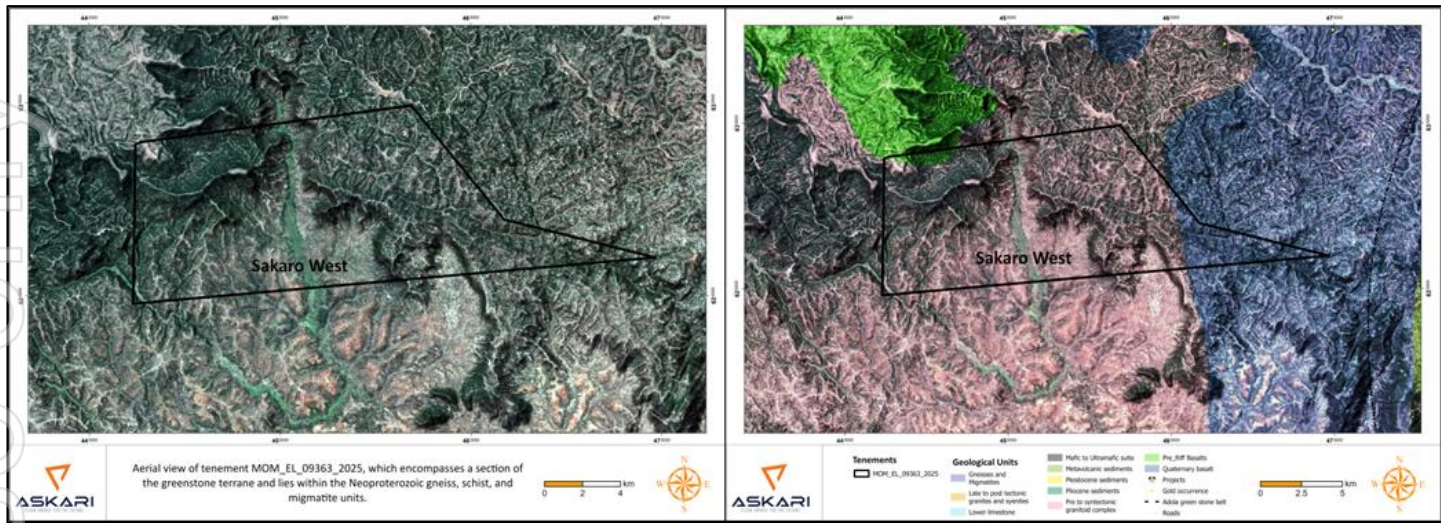 Sakaro West
ASKARI
Aerial view of tenement MOM_EL_09363_2025, which encompasses a section of
the greenstone terrane and lies within the Neoproterozoic gneiss, schist, and
migmatite units.
0 2 4 km
N
W E
S
Sakaro West
ASKARI
Tenements
MOM_EL_09363_2025
Geological Units
Gneisses and
Migmatites
Late to post tectonic
granites and syenites
Lower limestone
Mafic to Ultramafic suite
Metavolcanic sediments
Pliocene sediments
Pre to syntectonic
granitoid complex
Pre_Rift Basalts
Quaternary basalt
Projects
Gold occurrence
Adola green stone belt
Roads
0 2.5 5 km
N
W E
S